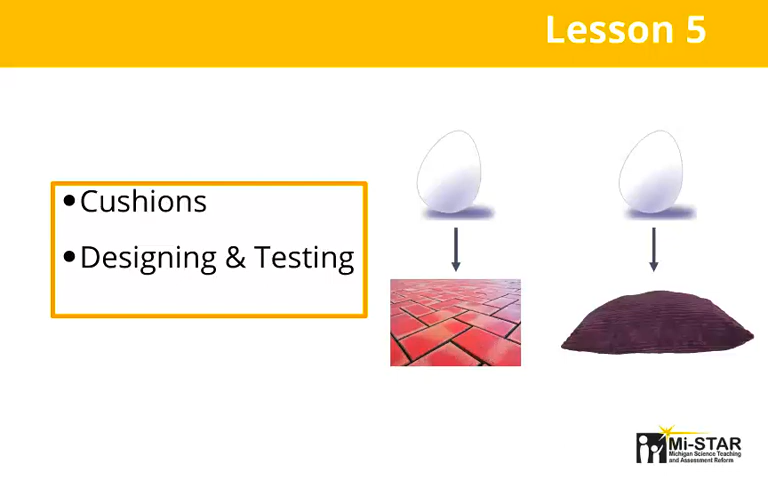 Lesson 5
•Cushions
•Designing & Testing
Mi-STAR
Michigan Science Teaching
and Assessment Reform